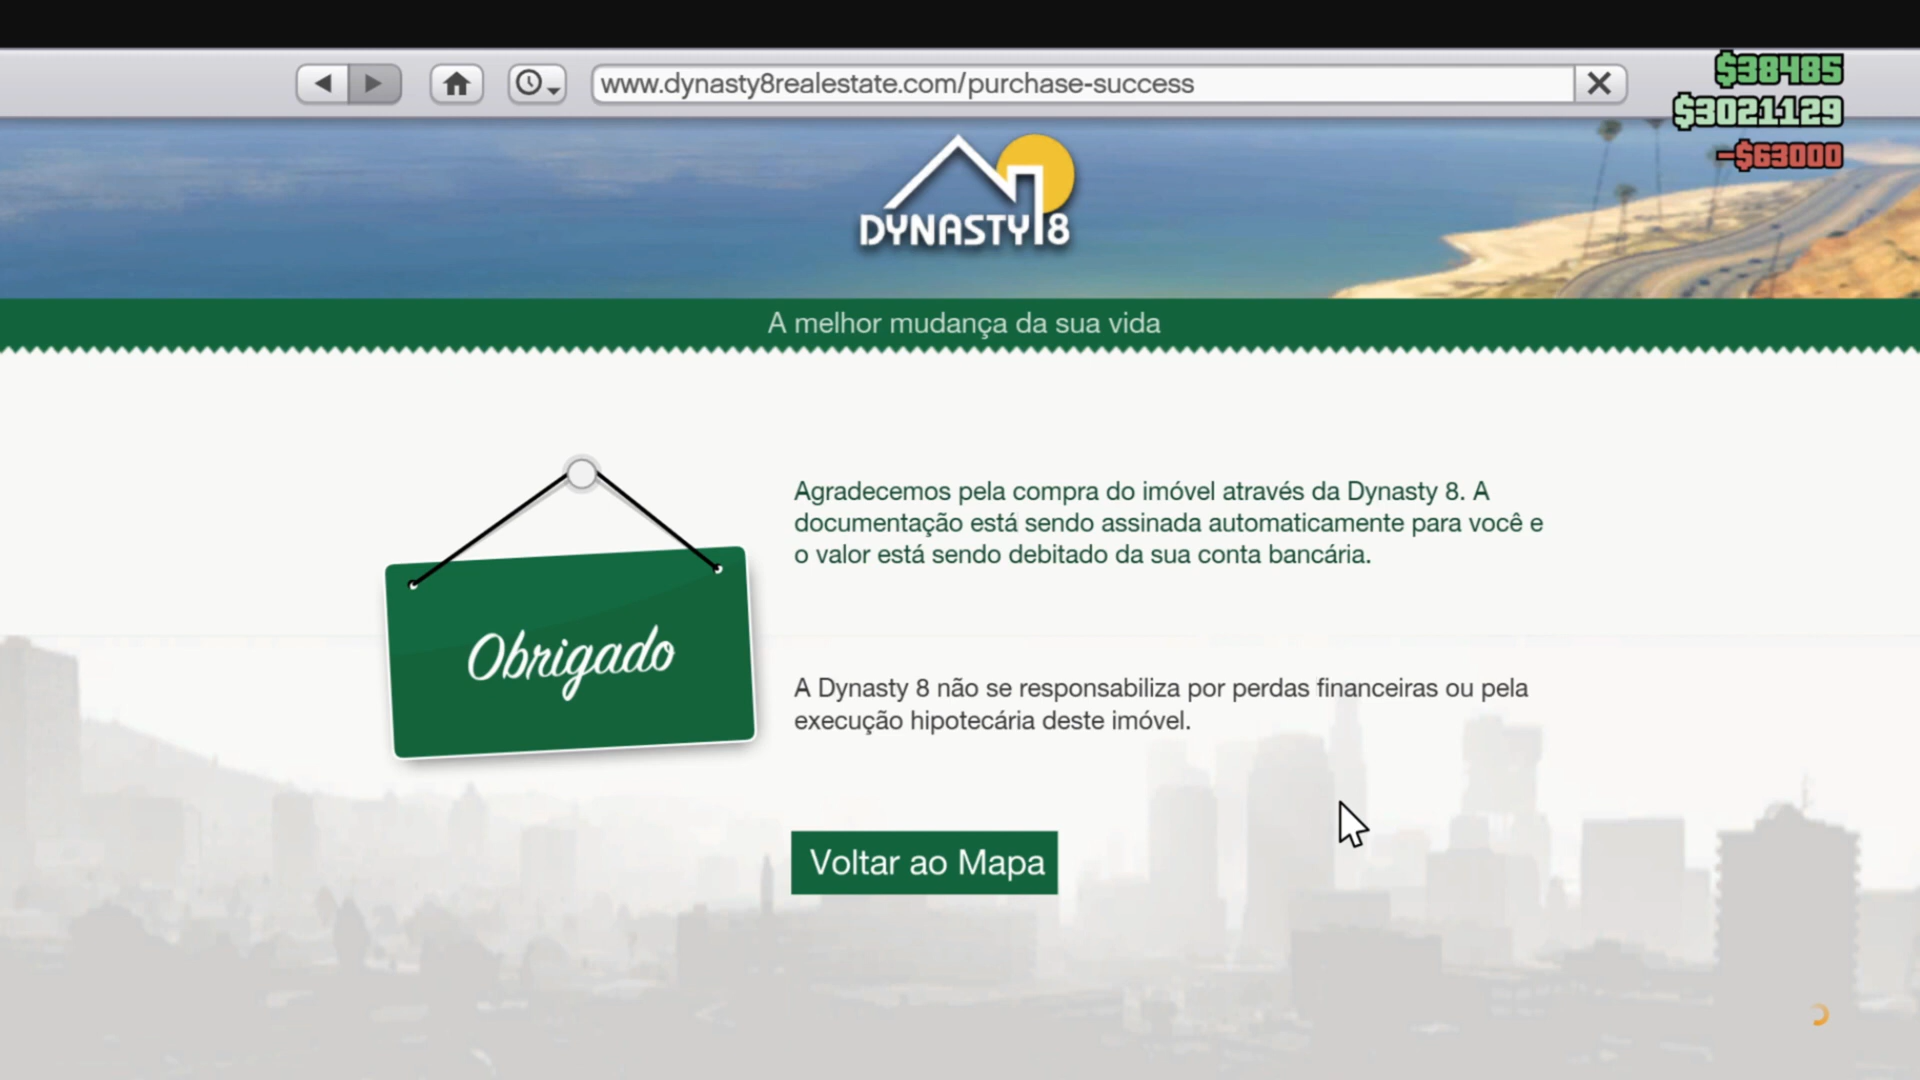 www.dynasty8realestate.com/purchase-success
$38485
$3021129
-$63000
DYNASTY 8
A melhor mudança da sua vida
Agradecemos pela compra do imóvel através da Dynasty 8. A
documentação está sendo assinada automaticamente para você e
o valor está sendo debitado da sua conta bancária.
Obrigado
A Dynasty 8 não se responsabiliza por perdas financeiras ou pela
execução hipotecária deste imóvel.
Voltar ao Mapa